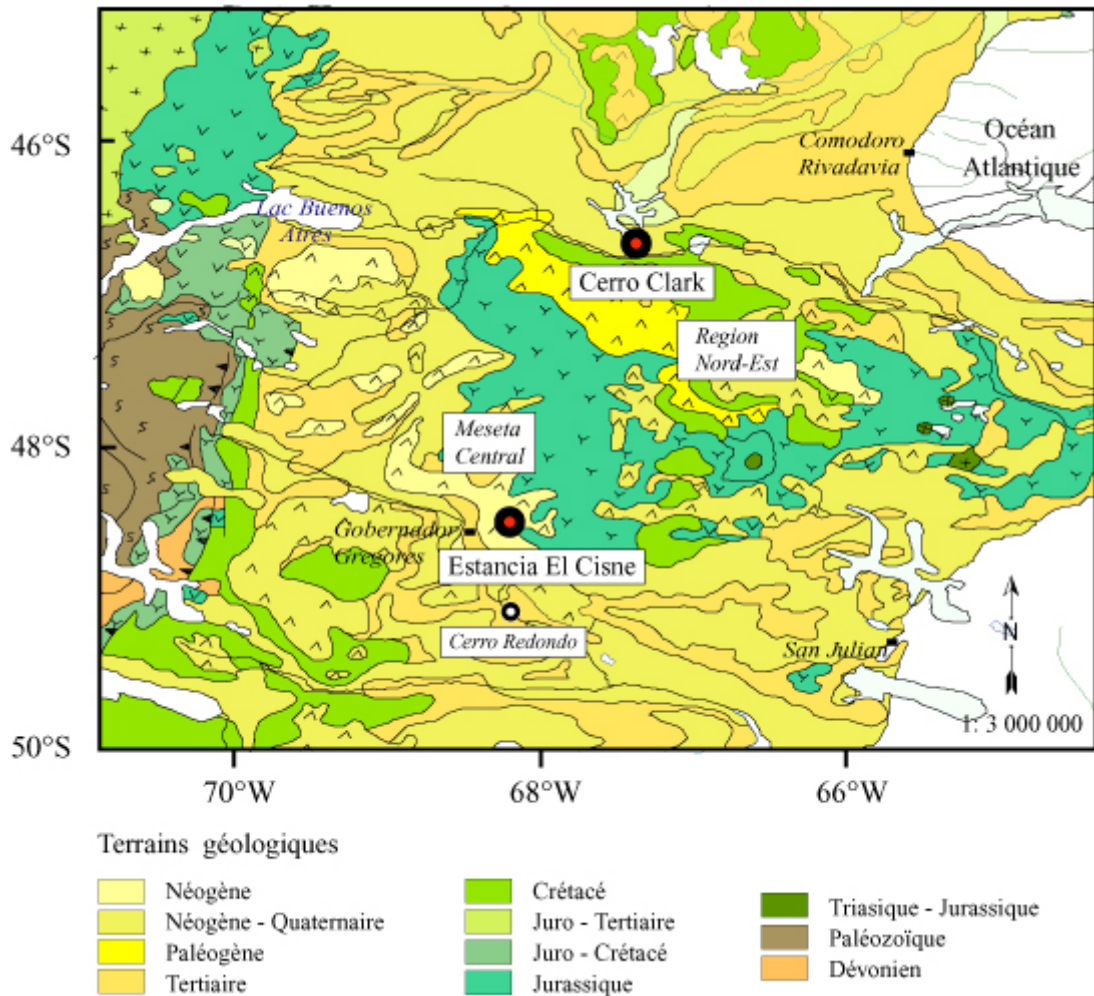 46°S
48°S
50°S
70°W
68°W
66°W
Océan
Atlantique
Comodoro
Rivadavia
Lac Buenos
Aires
Cerro Clark
Region
Nord-Est
Meseta
Central
Gobernador
Gregores
Estancia El Cisne
Cerro Redondo
San Julian
N
1: 3 000 000
Terrains géologiques
Néogène
Néogène - Quaternaire
Paléogène
Tertiaire
Crétacé
Juro - Tertiaire
Juro - Crétacé
Jurassique
Triasique - Jurassique
Paléozoïque
Dévonien